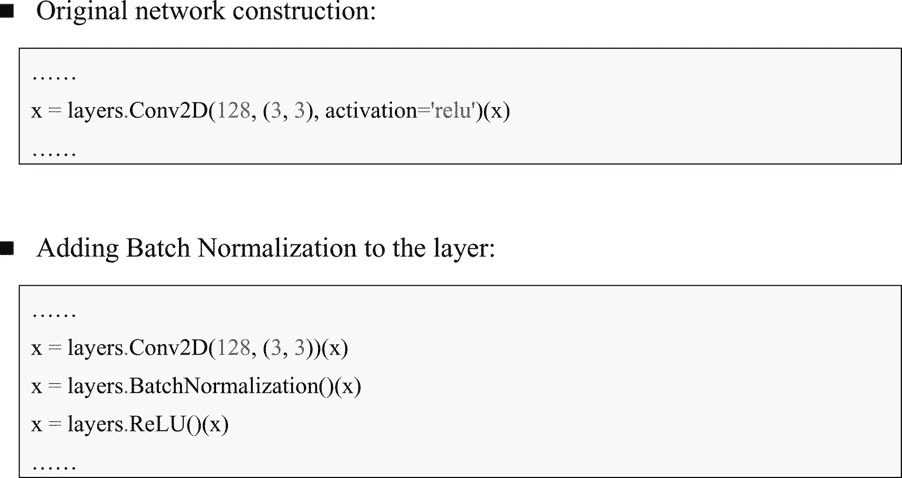 ■ Original network construction:
......
x = layers.Conv2D(128, (3, 3), activation='relu')(x)
......
■ Adding Batch Normalization to the layer:
......
x = layers.Conv2D(128, (3, 3))(x)
x = layers.BatchNormalization()(x)
x = layers.ReLU()(x)
......